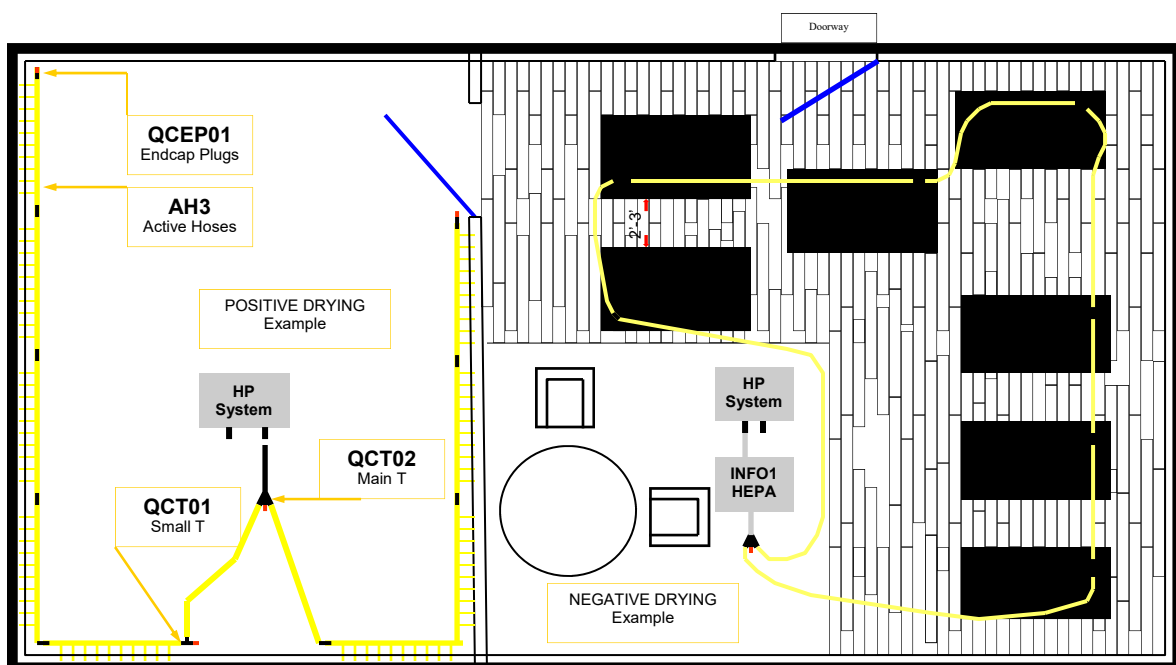 Doorway
QCEP01
Endcap Plugs
AH3
Active Hoses
2'-3'
POSITIVE DRYING
Example
HP
System
HP
System
QCT02
Main T
INFO1
HEPA
QCT01
Small T
NEGATIVE DRYING
Example